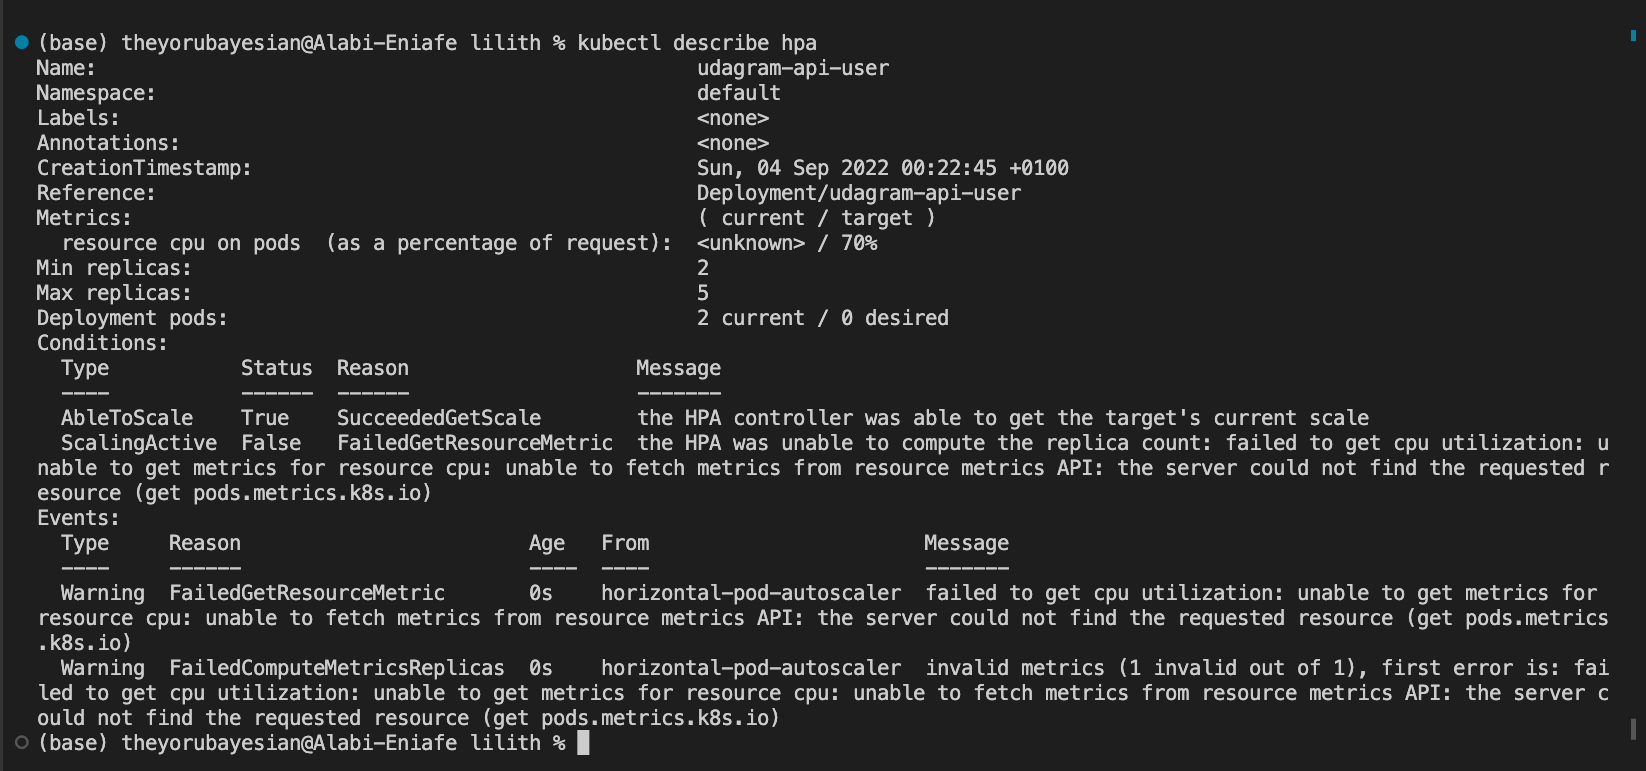 (base) theyorubayesian@Alabi-Eniafe lilith % kubectl describe hpa
Name:                                                  udagram-api-user
Namespace:                                             default
Labels:                                                <none>
Annotations:                                           <none>
CreationTimestamp:                                     Sun, 04 Sep 2022 00:22:45 +0100
Reference:                                             Deployment/udagram-api-user
Metrics:                                               ( current / target )
  resource cpu on pods  (as a percentage of request):  <unknown> / 70%
Min replicas:                                          2
Max replicas:                                          5
Deployment pods:                                       2 current / 0 desired
Conditions:
  Type           Status  Reason                   Message
  ----           ------  ------                   -------
  AbleToScale    True    SucceededGetScale        the HPA controller was able to get the target's current scale
  ScalingActive  False   FailedGetResourceMetric  the HPA was unable to compute the replica count: failed to get cpu utilization: u
nable to get metrics for resource cpu: unable to fetch metrics from resource metrics API: the server could not find the requested r
esource (get pods.metrics.k8s.io)
Events:
  Type     Reason                        Age   From                       Message
  ----     ------                        ----  ----                       -------
  Warning  FailedGetResourceMetric       0s    horizontal-pod-autoscaler  failed to get cpu utilization: unable to get metrics for
resource cpu: unable to fetch metrics from resource metrics API: the server could not find the requested resource (get pods.metrics
.k8s.io)
  Warning  FailedComputeMetricsReplicas  0s    horizontal-pod-autoscaler  invalid metrics (1 invalid out of 1), first error is: fai
led to get cpu utilization: unable to get metrics for resource cpu: unable to fetch metrics from resource metrics API: the server c
ould not find the requested resource (get pods.metrics.k8s.io)
(base) theyorubayesian@Alabi-Eniafe lilith %